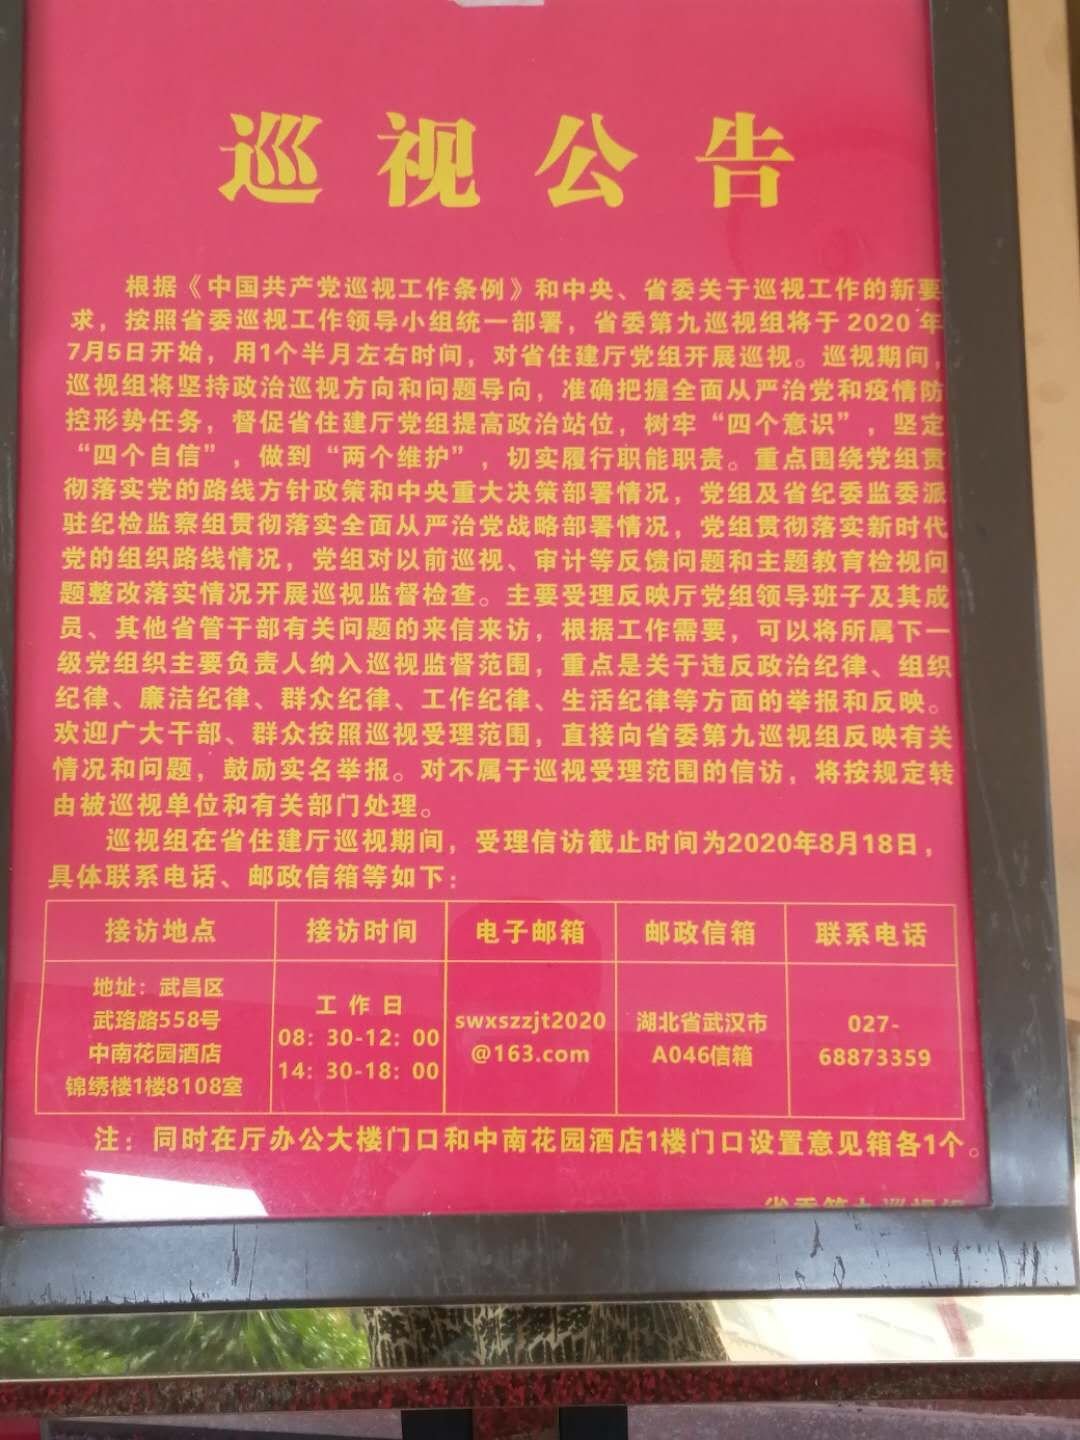 巡视公告
根据《中国共产党巡视工作条例》和中央、省委关于巡视工作的新要
求，按照省委巡视工作领导小组统一部署，省委第九巡视组将于2020年
7月5日开始，用1个半月左右时间，对省住建厅党组开展巡视。巡视期间，
巡视组将坚持政治巡视方向和问题导向，准确把握全面从严治党和疫情防
控形势任务，督促省住建厅党组提高政治站位，树牢“四个意识”，坚定
“四个自信”，做到“两个维护”，切实履行职能职责。重点围绕党组贯
彻落实党的路线方针政策和中央重大决策部署情况，党组及省纪委监委派
驻纪检监察组贯彻落实全面从严治党战略部署情况，党组贯彻落实新时代
党的组织路线情况，党组对以前巡视、审计等反馈问题和主题教育检视问
题整改落实情况开展巡视监督检查。主要受理反映厅党组领导班子及其成
员、其他省管干部有关问题的来信来访，根据工作需要，可以将所属下一
级党组织主要负责人纳入巡视监督范围，重点是关于违反政治纪律、组织
纪律、廉洁纪律、群众纪律、工作纪律、生活纪律等方面的举报和反映。
欢迎广大干部、群众按照巡视受理范围，直接向省委第九巡视组反映有关
情况和问题，鼓励实名举报。对不属于巡视受理范围的信访，将按规定转
由被巡视单位和有关部门处理。
巡视组在省住建厅巡视期间，受理信访截止时间为2020年8月18日，
具体联系电话、邮政信箱等如下：
接访地点 接访时间 电子邮箱 邮政信箱 联系电话
地址：武昌区
武珞路558号
中南花园酒店
锦绣楼1楼8108室
工作日
08：30-12：00
14：30-18：00
swxszzjt2020
@163.com
湖北省武汉市
A046信箱
027-
68873359
注：同时在厅办公大楼门口和中南花园酒店1楼门口设置意见箱各1个。
省委第九巡视组